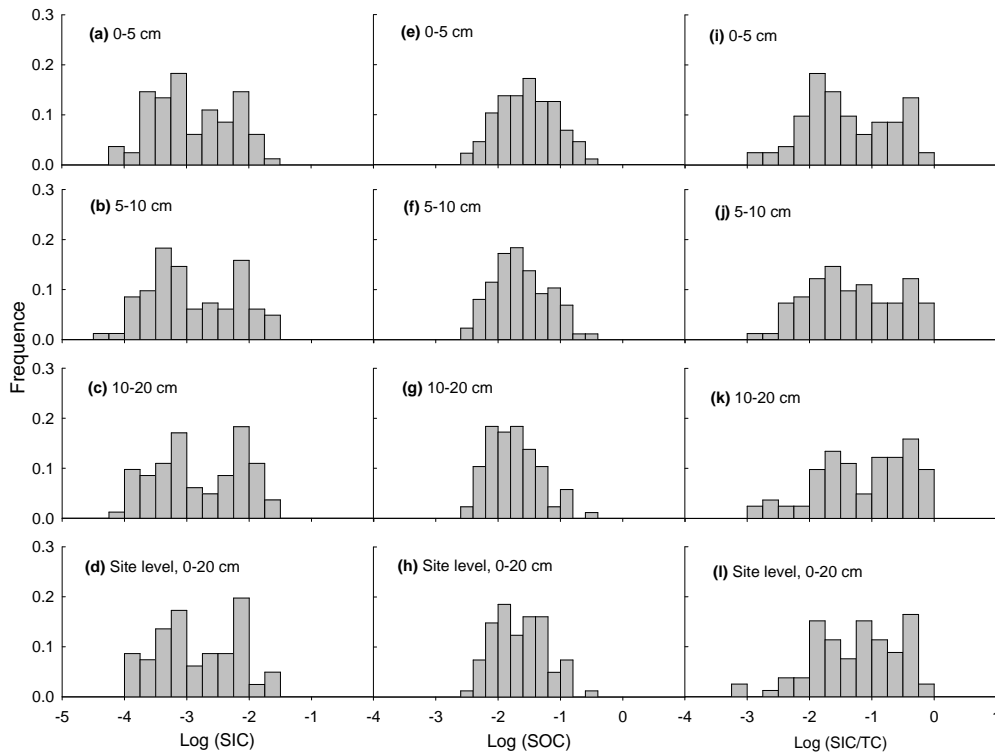 0.3
(a) 0-5 cm
(e) 0-5 cm
(i) 0-5 cm
0.2
0.1
0.0
0.3
(b) 5-10 cm
(f) 5-10 cm
(j) 5-10 cm
0.2
0.1
0.0
Frequence
0.3
(c) 10-20 cm
(g) 10-20 cm
(k) 10-20 cm
0.2
0.1
0.0
0.3
(d) Site level, 0-20 cm
(h) Site level, 0-20 cm
(l) Site level, 0-20 cm
0.2
0.1
0.0
-5 -4 -3 -2 -1 -4 -3 -2 -1 0 -4 -3 -2 -1 0 1
Log (SIC)
Log (SOC)
Log (SIC/TC)